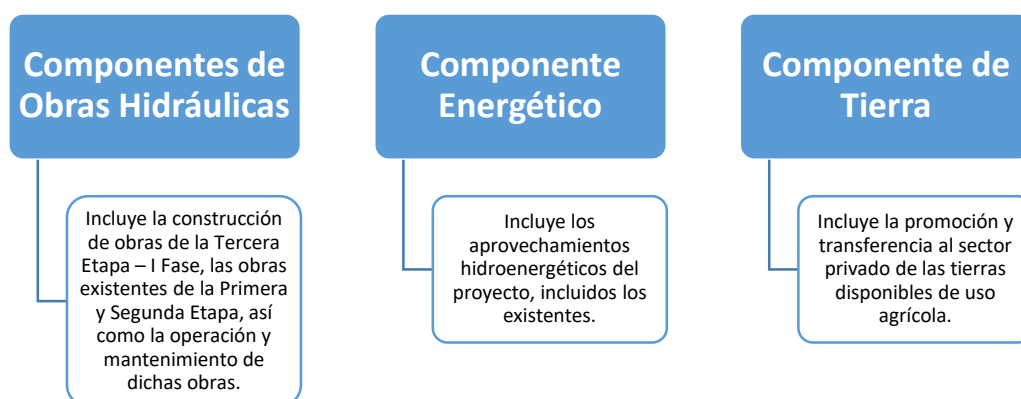 Componentes de
Obras Hidráulicas
Incluye la construcción
de obras de la Tercera
Etapa – I Fase, las obras
existentes de la Primera
y Segunda Etapa, así
como la operación y
mantenimiento de
dichas obras.
Componente
Energético
Incluye los
aprovechamientos
hidroenergéticos del
proyecto, incluidos los
existentes.
Componente de
Tierra
Incluye la promoción y
transferencia al sector
privado de las tierras
disponibles de uso
agrícola.